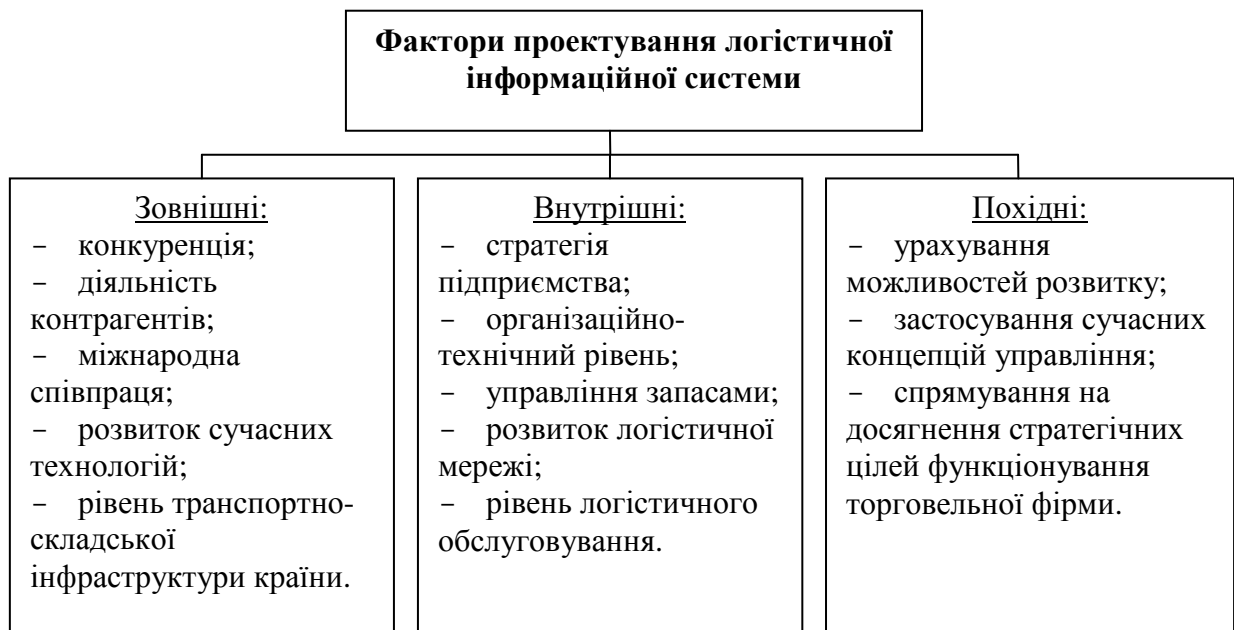 Фактори проектування логістичної
інформаційної системи
Зовнішні:
− конкуренція;
− діяльність
контрагентів;
− міжнародна
співпраця;
− розвиток сучасних
технологій;
− рівень транспортно-
складської
інфраструктури країни.
Внутрішні:
− стратегія
підприємства;
− організаційно-
технічний рівень;
− управління запасами;
− розвиток логістичної
мережі;
− рівень логістичного
обслуговування.
Похідні:
− урахування
можливостей розвитку;
− застосування сучасних
концепцій управління;
− спрямування на
досягнення стратегічних
цілей функціонування
торговельної фірми.